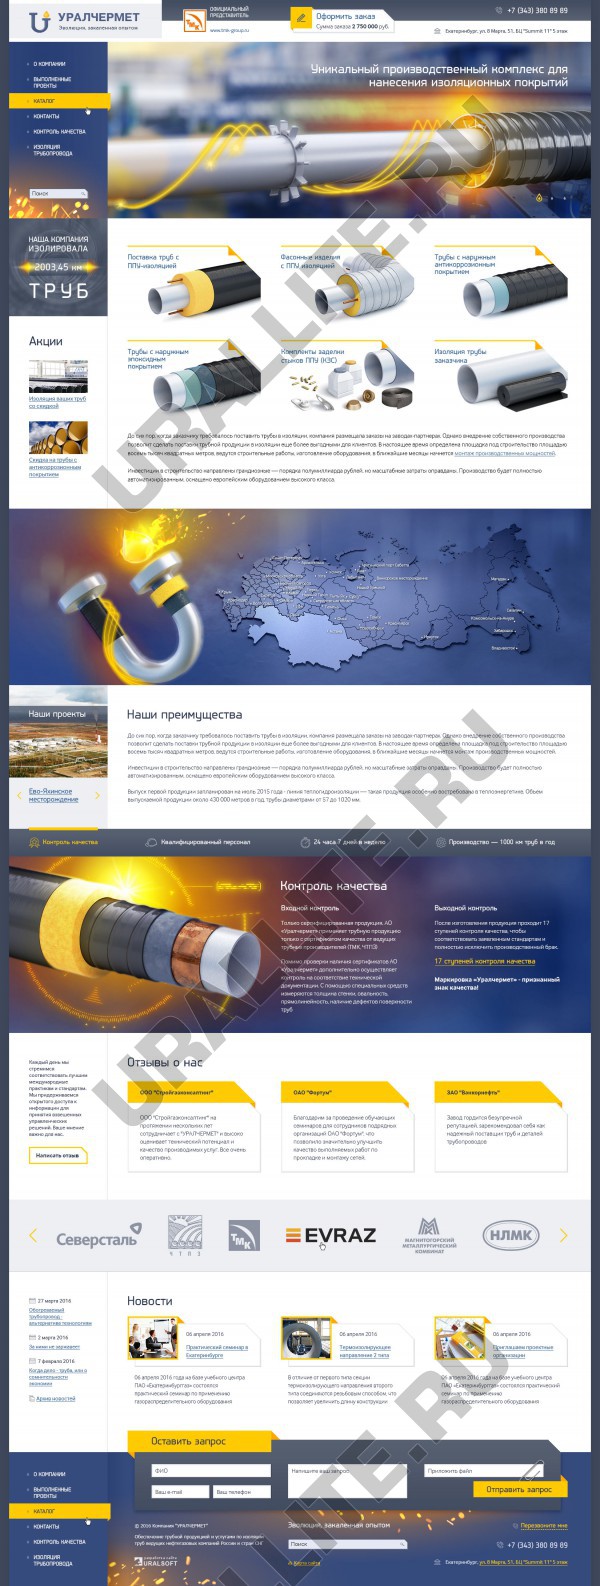 УРАЛЧЕРМЕТ
Эволюция, закаленная опытом
ОФИЦИАЛЬНЫЙ
ПРЕДСТАВИТЕЛЬ
www.tmk-group.ru
Оформить заказ
Сумма заказа 2 750 000 руб.
+7 (343) 380 89 89
Екатеринбург, ул. 8 Марта, 51, БЦ "Summit 11" 5 этаж
О КОМПАНИИ
ВЫПОЛНЕННЫЕ
ПРОЕКТЫ
КАТАЛОГ
КОНТАКТЫ
КОНТРОЛЬ КАЧЕСТВА
ИЗОЛЯЦИЯ
ТРУБОПРОВОДА
Поиск
Уникальный производственный комплекс для
нанесения изоляционных покрытий
НАША КОМПАНИЯ
ИЗОЛИРОВАЛА
2003,45 км
ТРУБ
Поставка труб с
ППУ-изоляцией
Фасонные изделия
с ППУ изоляцией
Трубы с наружным
антикоррозионным
покрытием
Трубы с наружным
эпоксидным
покрытием
Комплекты заделки
стыков ППУ (КЗС)
Изоляция трубы
заказчика
Акции
Изоляция ваших труб
со скидкой
Скидка на трубы с
антикоррозионным
покрытием
До сих пор, когда заказчику требовалось поставить трубы в изоляции, компания размещала заказы на заводах-партнерах. Однако внедрение собственного производства
позволит сделать поставки трубной продукции в изоляции еще более выгодными для клиентов. В настоящее время определена площадка под строительство площадью
восемь тысяч квадратных метров, ведутся строительные работы, изготовление оборудования, в ближайшие месяцы начнется монтаж производственных мощностей.
Инвестиции в строительство направлены грандиозные — порядка полумиллиарда рублей, но масштабные затраты оправданы. Производство будет полностью
автоматизированным, оснащено европейским оборудованием высокого класса.
Наши проекты
Ево-Яхинское
месторождение
Наши преимущества
До сих пор, когда заказчику требовалось поставить трубы в изоляции, компания размещала заказы на заводах-партнерах. Однако внедрение собственного производства
позволит сделать поставки трубной продукции в изоляции еще более выгодными для клиентов. В настоящее время определена площадка под строительство площадью
восемь тысяч квадратных метров, ведутся строительные работы, изготовление оборудования, в ближайшие месяцы начнется монтаж производственных мощностей.
Инвестиции в строительство направлены грандиозные — порядка полумиллиарда рублей, но масштабные затраты оправданы. Производство будет полностью
автоматизированным, оснащено европейским оборудованием высокого класса.
Выпуск первой продукции запланирован на июль 2015 года - линия теплогидроизоляции — такая продукция особенно востребована в теплоэнергетике. Объем
выпускаемой продукции около 430 000 метров в год, трубы диаметрами от 57 до 1020 мм.
Контроль качества
Квалифицированный персонал
24 часа 7 дней в неделю
Производство — 1000 км труб в год
Контроль качества
Входной контроль
Только сертифицированная продукция. АО
«Уралчермет» принимает трубную продукцию
только с сертификатом качества от ведущих
трубных производителей (ТМК, ЧТПЗ)
Помимо проверки наличия сертификатов АО
«Уралчермет» дополнительно осуществляет
контроль на соответствие технической
документации. С помощью специальных средств
измеряются толщина стенки, овальность,
прямолинейность, наличие дефектов поверхности
труб
Выходной контроль
После изготовления продукция проходит 17
ступеней контроля качества, чтобы
соответствовать заявленным стандартам и
полностью исключить производственный брак.
17 ступеней контроля качества
Маркировка «Уралчермет» - признанный
знак качества!
Каждый день мы
стремимся
соответствовать лучшим
международным
практикам и стандартам.
Мы придерживаемся
открытого доступа к
информации для
принятия взвешенных
управленческих
решений. Ваше мнение
важно для нас.
Написать отзыв
Отзывы о нас
ООО "Стройгазконсалтинг"
ООО "Стройгазконсалтинг" на
протяжении нескольких лет
сотрудничает с "УРАЛЧЕРМЕТ" и высоко
оценивает технический потенциал и
качество производимых услуг. Все очень
оперативно.
ОАО "Фортум"
Благодарим за проведение обучающих
семинаров для сотрудников подрядных
организаций ОАО "Фортум", что
позволило значительно улучшить
качество выполняемых работ по
прокладке и монтажу сетей.
ЗАО "Ванкорнефть"
Завод гордится безупречной
репутацией, зарекомендовал себя как
надежный поставщик труб и деталей
трубопроводов
Северсталь
ЧТПЗ
ТМК
EVRAZ
МАГНИТОГОРСКИЙ
МЕТАЛЛУРГИЧЕСКИЙ
КОМБИНАТ
НЛМК
27 марта 2016
Обогреваемый
трубопровод -
альтернатива технологиям
2 марта 2016
7 февраля 2016
Архив новостей
Новости
06 апреля 2016
Практический семинар в
Екатеринбурге
06 апреля 2016 года на базе учебного центра
ПАО «Екатеринбурггаз» состоялся
практический семинар по применению
газораспределительного оборудования
06 апреля 2016
Термоизолирующее
направление 2 типа
В отличие от первого типа секции
термоизолирующего направления второго
типа соединяются резьбовым способом, что
позволяет увеличить длину конструкции
06 апреля 2016
Приглашаем проектные
организации
06 апреля 2016 года на базе учебного центра
ПАО «Екатеринбурггаз» состоялся
практический семинар по применению
газораспределительного оборудования
Оставить запрос
ФИО
Ваш e-mail
Ваш телефон
Напишите ваш запрос
Приложить файл
Отправить запрос
О КОМПАНИИ
ВЫПОЛНЕННЫЕ
ПРОЕКТЫ
КАТАЛОГ
КОНТАКТЫ
КОНТРОЛЬ КАЧЕСТВА
ИЗОЛЯЦИЯ
ТРУБОПРОВОДА
© 2016 Компания "УРАЛЧЕРМЕТ"
Обеспечение трубной продукцией и услугами по изоляции
труб ведущих нефтегазовых компаний России и стран СНГ
URALSOFT
Эволюция, закаленная опытом
Поиск
Карта сайта
Перезвоните мне
+7 (343) 380 89 89
Екатеринбург, ул. 8 Марта, 51, БЦ "Summit 11" 5 этаж
URALLITE.RU
URALLITE.RU
URALLITE.RU